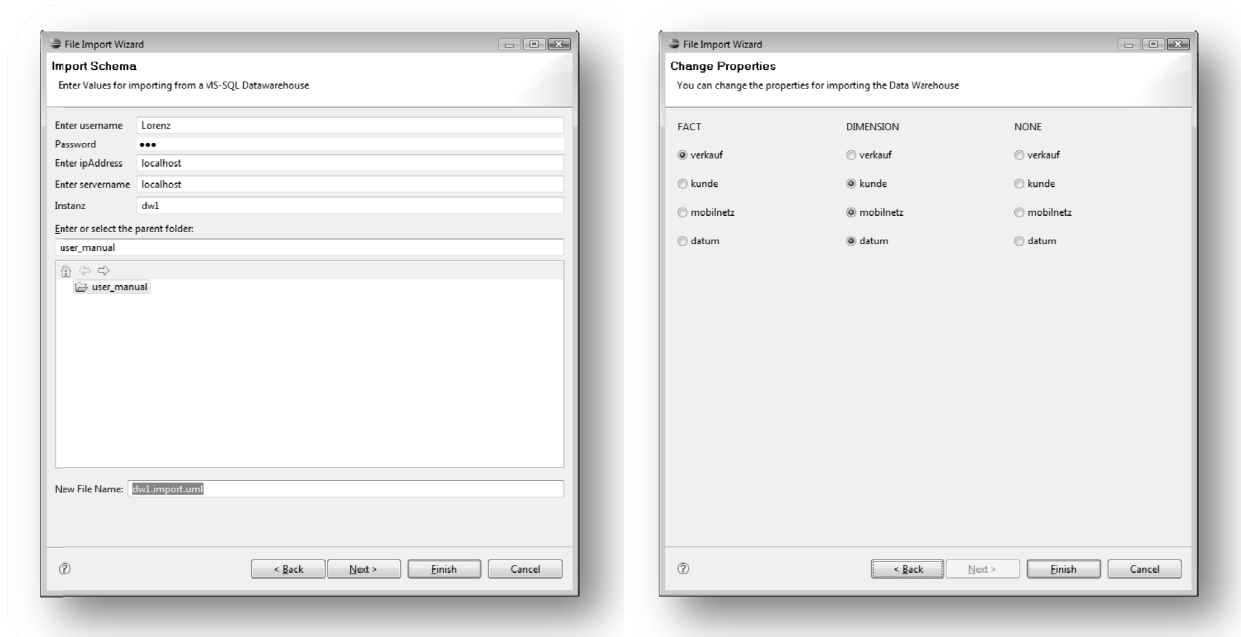 File Import Wizard
Import Schema
Enter Values for importing from a MS-SQL Datawarehouse
Enter username Lorenz
Password •••
Enter ipAddress localhost
Enter servername localhost
Instanz dw1
Enter or select the parent folder:
user_manual
user_manual
New File Name: dw1.import.uml
< Back Next > Finish Cancel
File Import Wizard
Change Properties
You can change the properties for importing the Data Warehouse
FACT DIMENSION NONE
verkauf verkauf verkauf
kunde kunde kunde
mobilnetz mobilnetz mobilnetz
datum datum datum
< Back Next > Finish Cancel